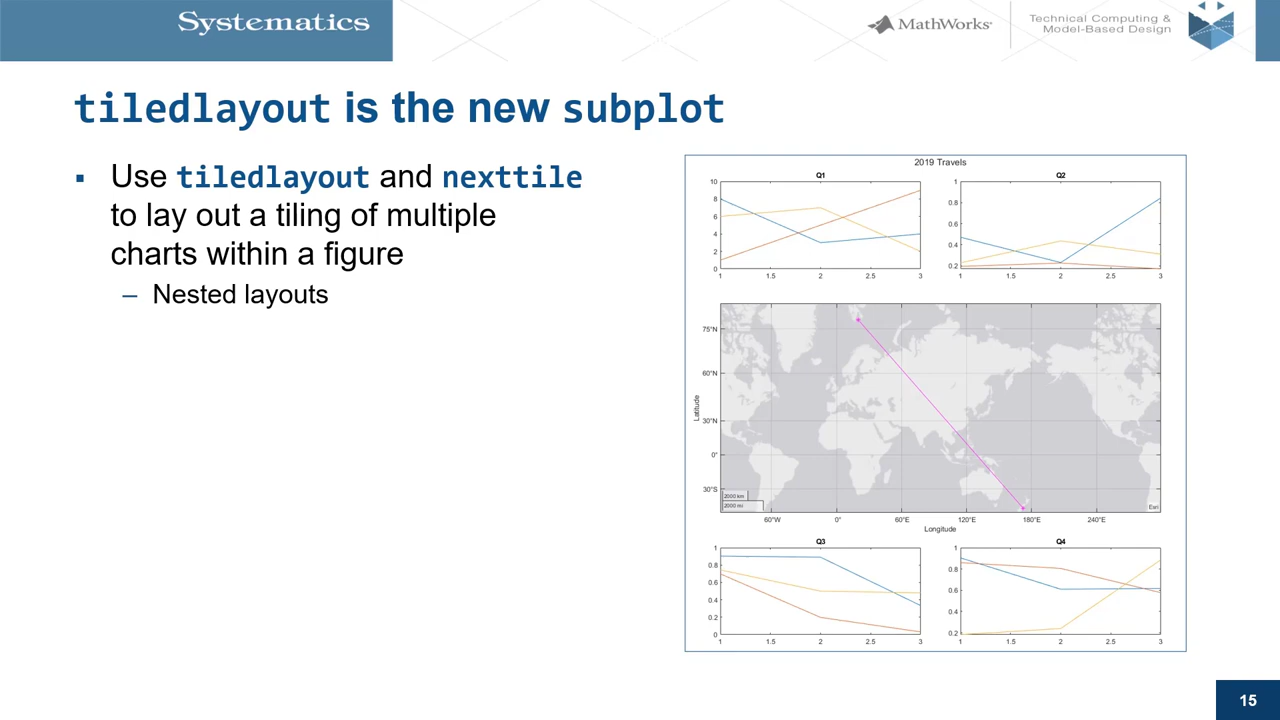 Systematics
MathWorks®
Technical Computing &
Model-Based Design
tiledlayout is the new subplot
▪ Use tiledlayout and nexttile
to lay out a tiling of multiple
charts within a figure
– Nested layouts
2019 Travels
Q1
10
8
6
4
2
0
1 1.5 2 2.5 3
Q2
1
0.8
0.6
0.4
0.2
1 1.5 2 2.5 3
Latitude
75°N
60°N
30°N
0°
30°S
2000 km
2000 mi
Esri
60°W 0° 60°E 120°E 180°E 240°E
Longitude
Q3
1
0.8
0.6
0.4
0.2
0
1 1.5 2 2.5 3
Q4
1
0.8
0.6
0.4
0.2
1 1.5 2 2.5 3
15